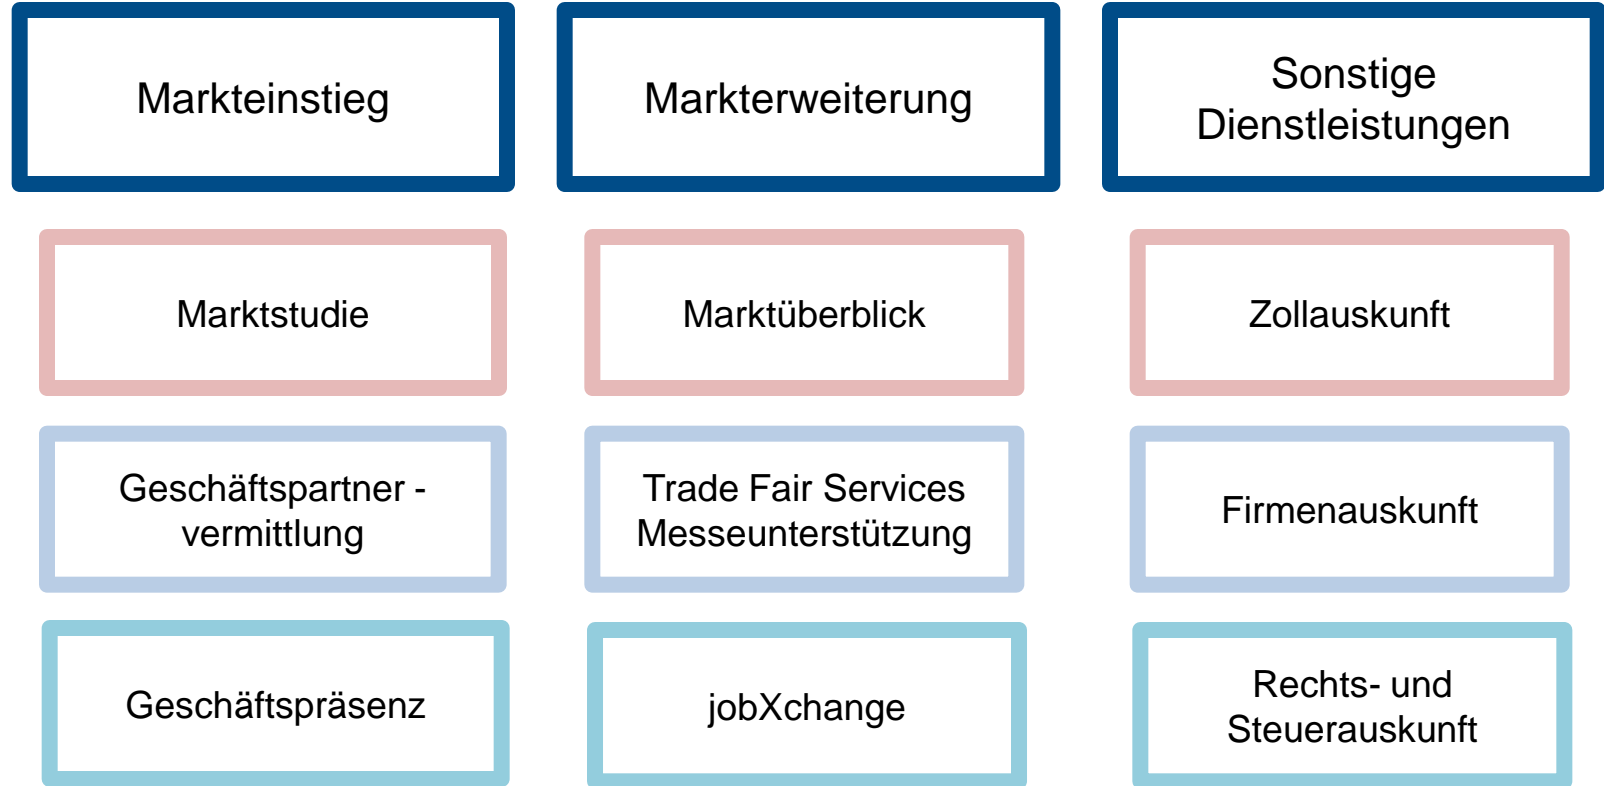 Markteinstieg
Markterweiterung
Sonstige
Dienstleistungen
Marktstudie
Marktüberblick
Zollauskunft
Geschäftspartner -
vermittlung
Trade Fair Services
Messeunterstützung
Firmenauskunft
Geschäftspräsenz
jobXchange
Rechts- und
Steuerauskunft